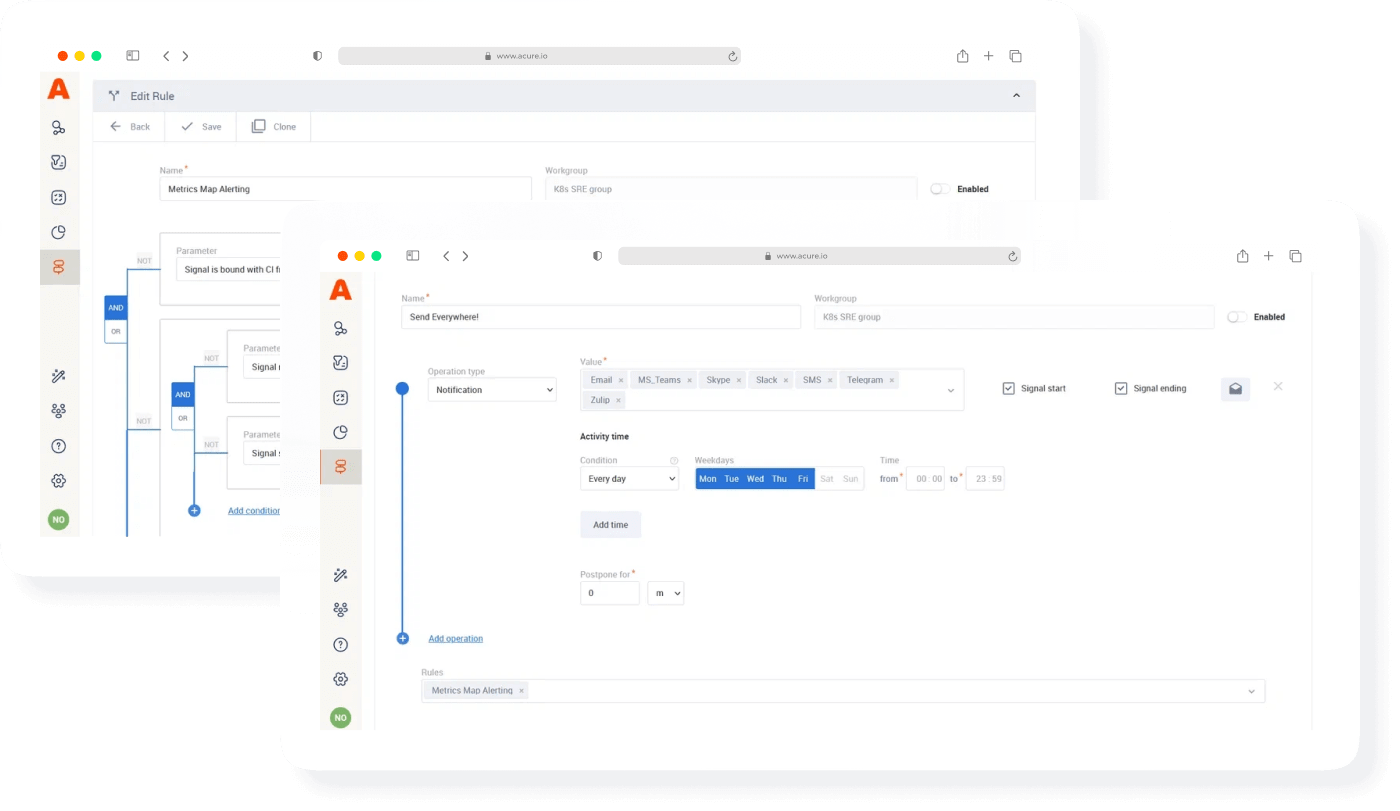 www.acure.io
A
Edit Rule
Back Save Clone
Name* Workgroup
Metrics Map Alerting K8s SRE group Enabled
NOT Parameter
Signal is bound with CI
AND
OR
NOT
Signal
AND
OR
NOT
NOT
Signal
Add condition
NO
www.acure.io
A
Name* Workgroup
Send Everywhere! K8s SRE group Enabled
Operation type Value*
Notification Email × MS_Teams × Skype × Slack × SMS × Telegram × Signal start Signal ending
Zulip ×
Activity time
Condition Weekdays Time
Every day Mon Tue Wed Thu Fri Sat Sun from* 00 : 00 to* 23 : 59
Add time
Postpone for*
0 m
Add operation
Rules
Metrics Map Alerting ×
NO